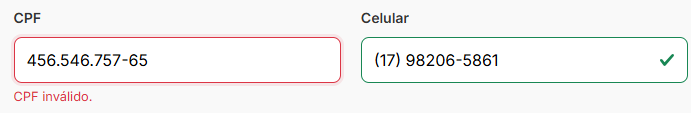 CPF
Celular
456.546.757-65
(17) 98206-5861
CPF inválido.